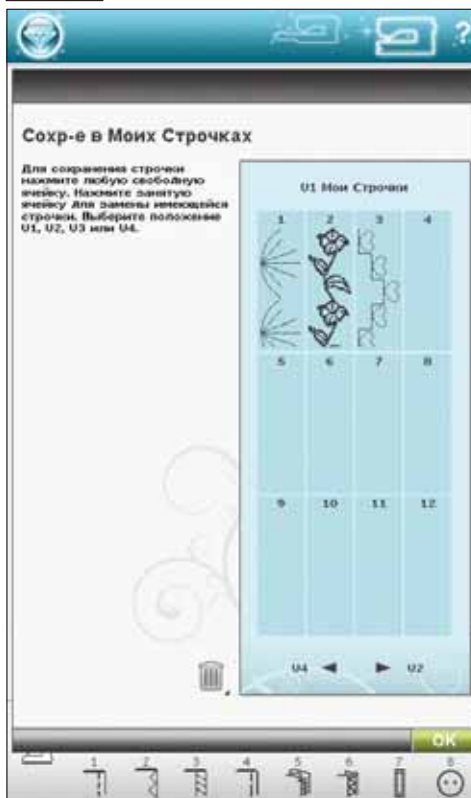 ?
Сохр-е в Моих Строчках
Для сохранения строчки
нажмите любую свободную
ячейку. Нажмите занятую
ячейку для замены имеющейся
строчки. Выберите положение
U1, U2, U3 или U4.
U1 Мои Строчки
1 2 3 4
5 6 7 8
9 10 11 12
U4 U2
OK
1 2 3 4 5 6 7 8